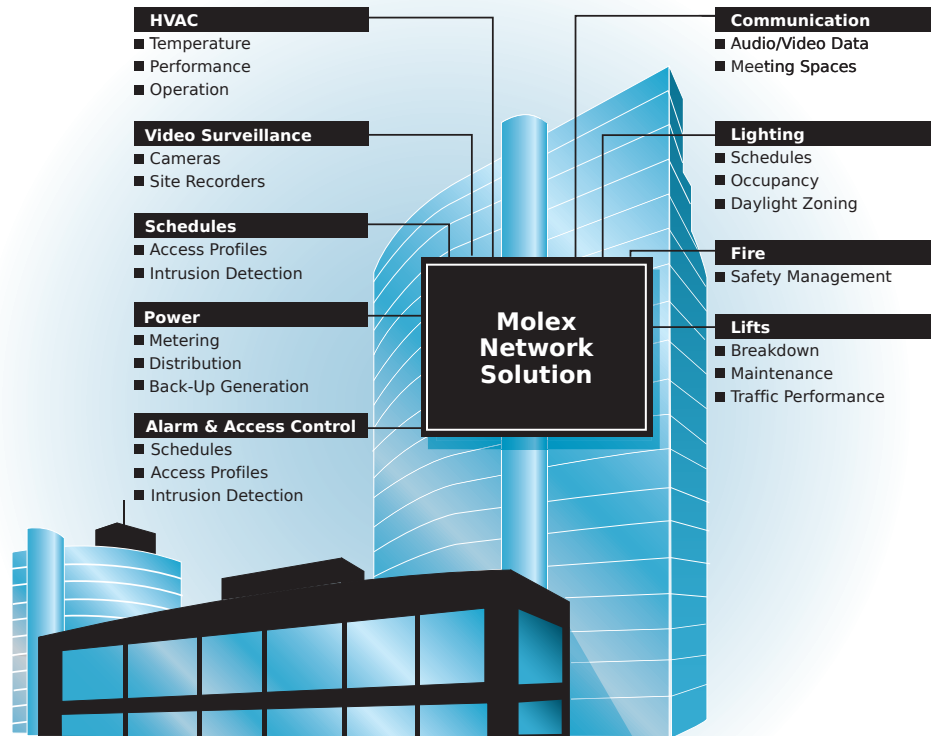 HVAC
Temperature
Performance
Operation
Video Surveillance
Cameras
Site Recorders
Schedules
Access Profiles
Intrusion Detection
Power
Metering
Distribution
Back-Up Generation
Alarm & Access Control
Schedules
Access Profiles
Intrusion Detection
Molex
Network
Solution
Communication
Audio/Video Data
Meeting Spaces
Lighting
Schedules
Occupancy
Daylight Zoning
Fire
Safety Management
Lifts
Breakdown
Maintenance
Traffic Performance